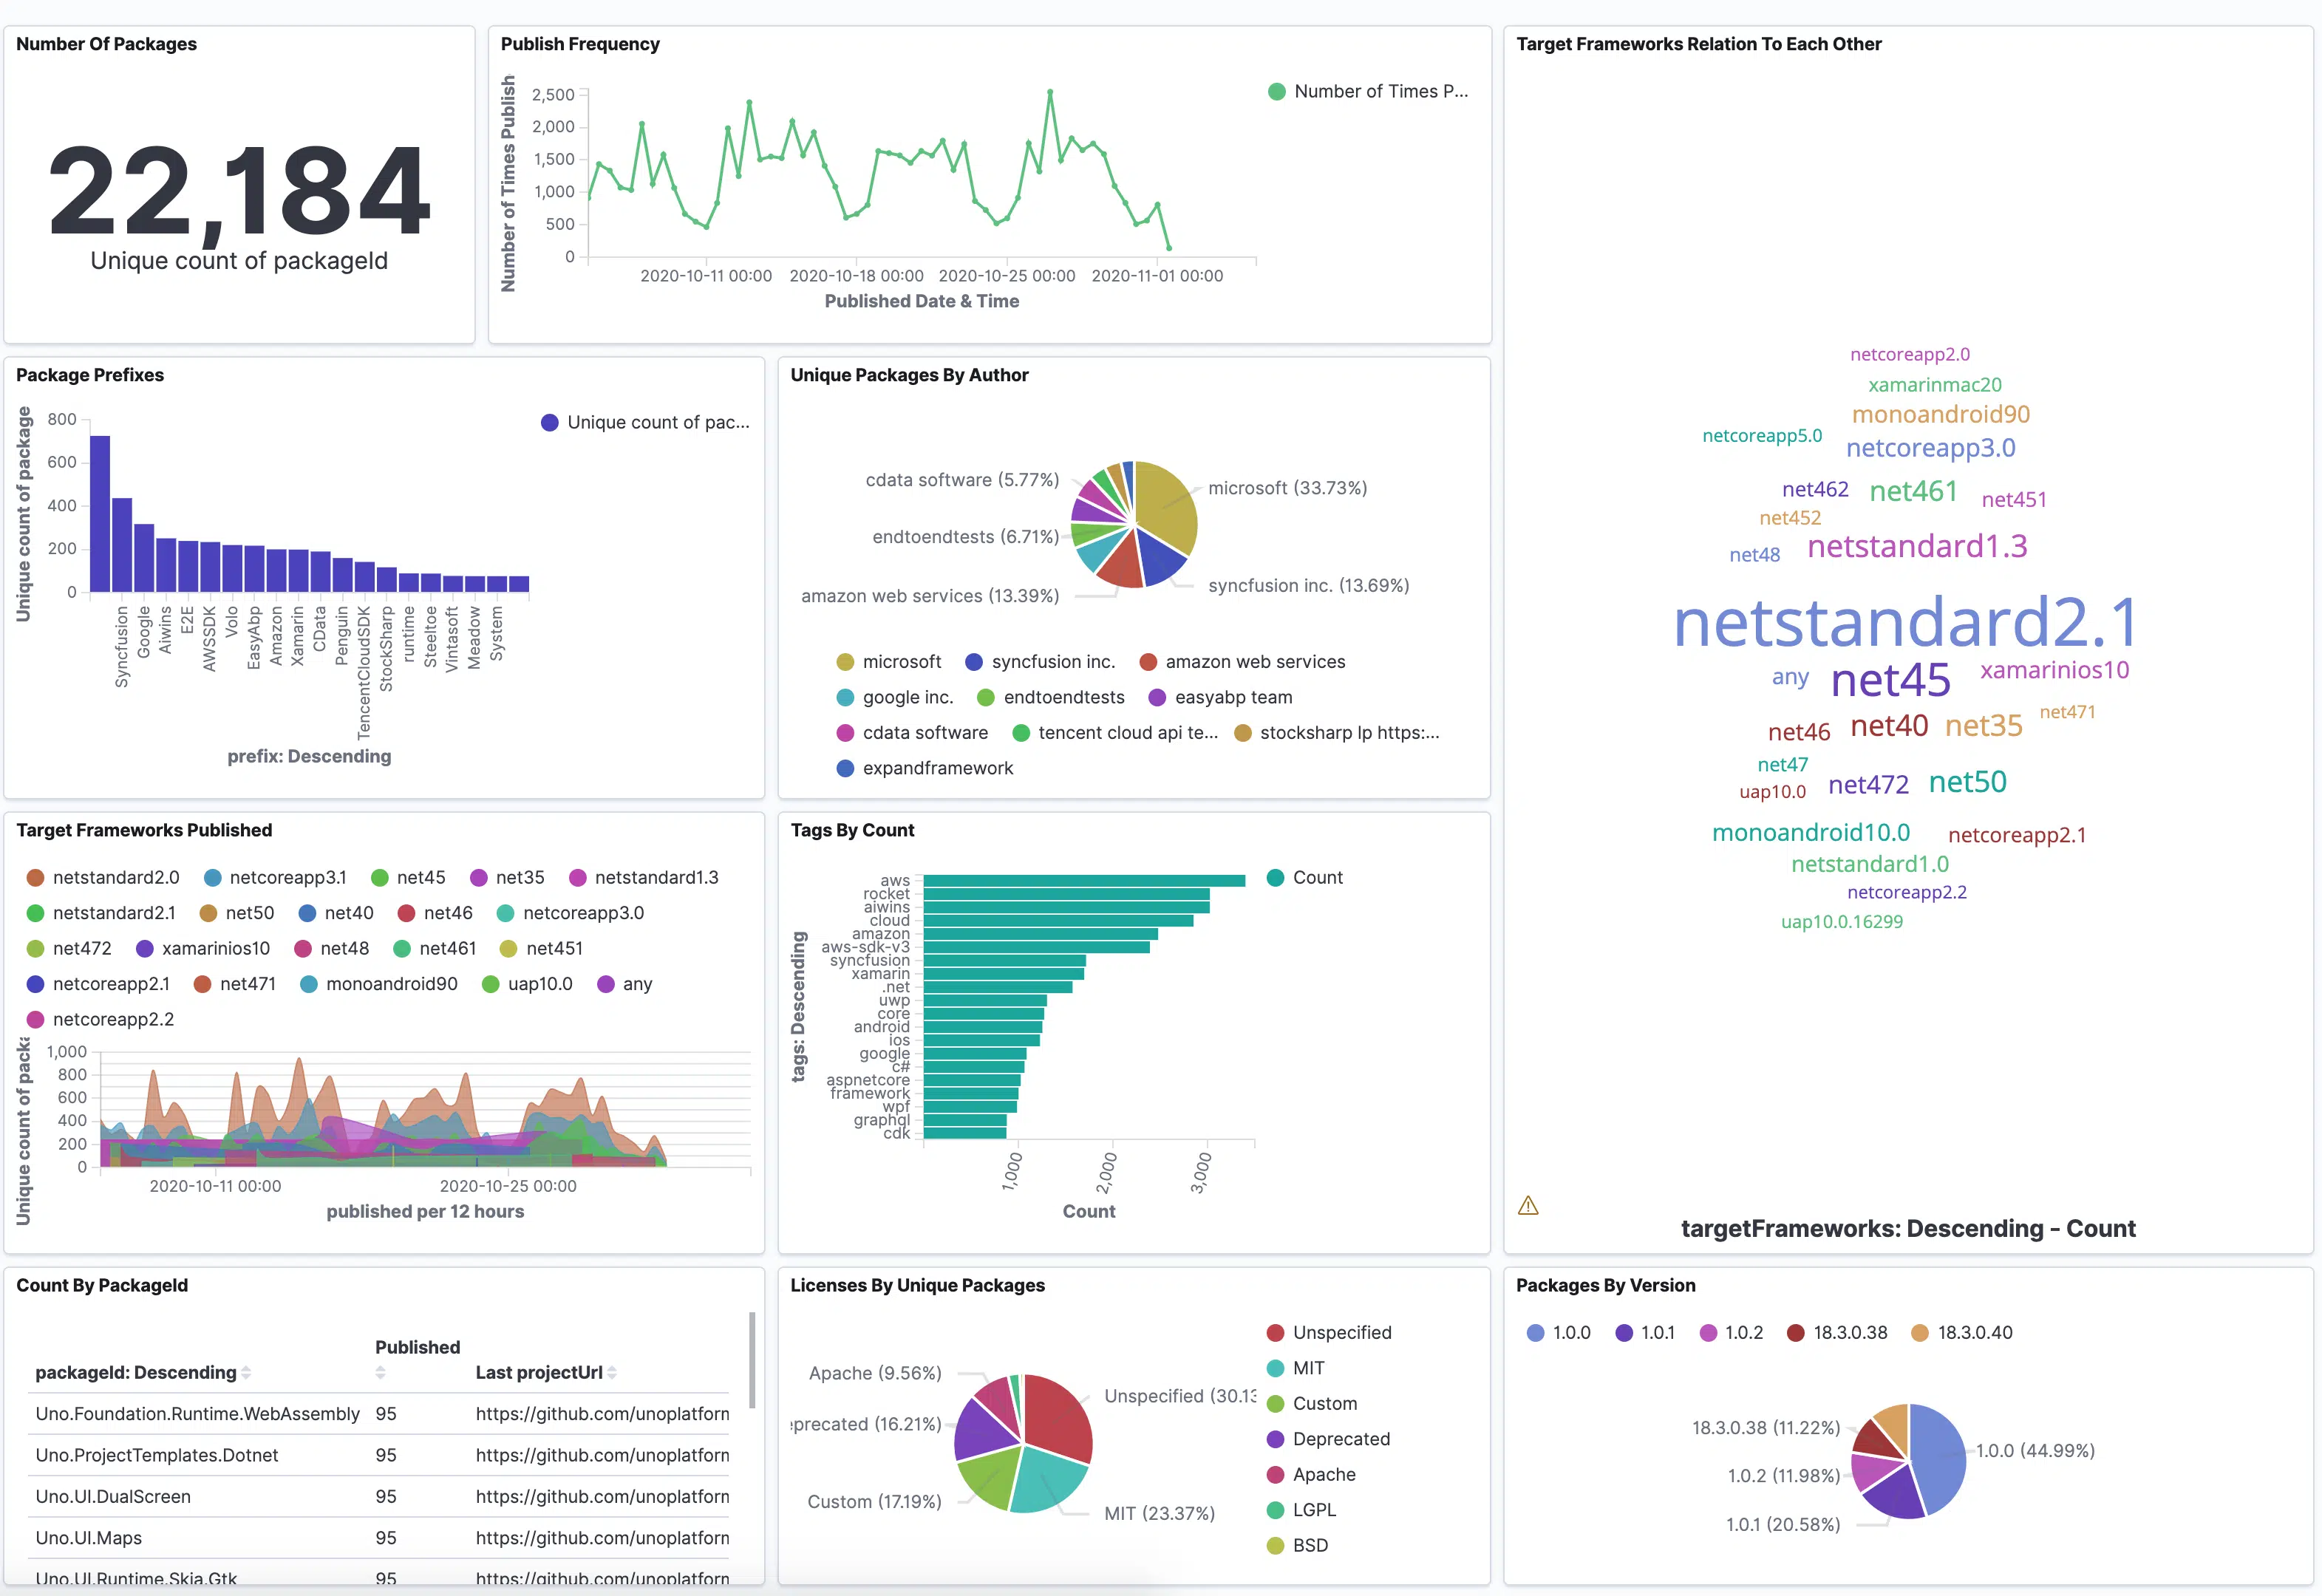 Number Of Packages
22,184
Unique count of packageId
Publish Frequency
Number of Times Publish
2,500
2,000
1,500
1,000
500
0
2020-10-11 00:00
2020-10-18 00:00
2020-10-25 00:00
2020-11-01 00:00
Published Date & Time
Number of Times P...
Target Frameworks Relation To Each Other
netcoreapp2.0
xamarinmac20
monoandroid90
netcoreapp5.0
netcoreapp3.0
net462
net461
net451
net452
netstandard1.3
net48
netstandard2.1
any
net45
xamarinios10
net46
net40
net35
net471
net47
uap10.0
net472
net50
monoandroid10.0
netcoreapp2.1
netstandard1.0
netcoreapp2.2
uap10.0.16299
targetFrameworks: Descending - Count
Package Prefixes
Unique count of package
800
600
400
200
0
Syncfusion
Google
Aiwins
E2E
AWSSDK
Volo
EasyAbp
Amazon
Xamarin
CData
Penguin
TencentCloudSDK
StockSharp
runtime
Steeltoe
Vintasoft
Meadow
System
prefix: Descending
Unique count of pac...
Unique Packages By Author
cdata software (5.77%)
microsoft (33.73%)
endtoendtests (6.71%)
syncfusion inc. (13.69%)
amazon web services (13.39%)
microsoft
syncfusion inc.
amazon web services
google inc.
endtoendtests
easyabp team
cdata software
tencent cloud api te...
stocksharp lp https:...
expandframework
Target Frameworks Published
netstandard2.0
netcoreapp3.1
net45
net35
netstandard1.3
netstandard2.1
net50
net40
net46
netcoreapp3.0
net472
xamarinios10
net48
net461
net451
netcoreapp2.1
net471
monoandroid90
uap10.0
any
netcoreapp2.2
Unique count of pack
1,000
800
600
400
200
0
2020-10-11 00:00
2020-10-25 00:00
published per 12 hours
Tags By Count
tags: Descending
aws
rocket
aiwins
cloud
amazon
aws-sdk-v3
syncfusion
xamarin
.net
uwp
core
android
ios
google
c#
aspnetcore
framework
wpf
graphql
cdk
1,000
2,000
3,000
Count
Count
Count By PackageId
packageId: Descending
Published
Last projectUrl
Uno.Foundation.Runtime.WebAssembly 95 https://github.com/unoplatforn
Uno.ProjectTemplates.Dotnet 95 https://github.com/unoplatforn
Uno.UI.DualScreen 95 https://github.com/unoplatforn
Uno.UI.Maps 95 https://github.com/unoplatforn
Uno.UI.Runtime.Skia.Gtk 95 https://github.com/unoplatforn
Licenses By Unique Packages
Apache (9.56%)
Unspecified (30.13
eprecated (16.21%)
Custom (17.19%)
MIT (23.37%)
Unspecified
MIT
Custom
Deprecated
Apache
LGPL
BSD
Packages By Version
1.0.0
1.0.1
1.0.2
18.3.0.38
18.3.0.40
18.3.0.38 (11.22%)
1.0.0 (44.99%)
1.0.2 (11.98%)
1.0.1 (20.58%)